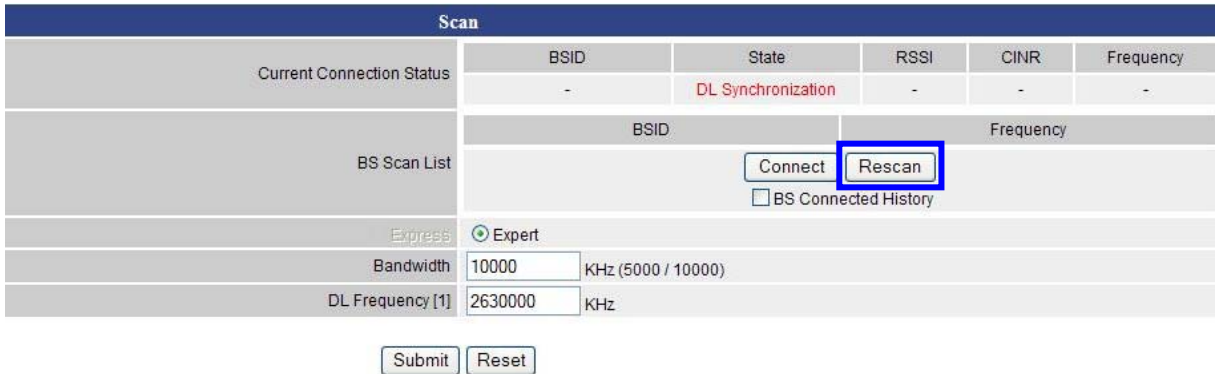 Scan
Current Connection Status
BSID State RSSI CINR Frequency
- DL Synchronization - - -
BS Scan List
BSID Frequency
Connect Rescan
BS Connected History
Express Expert
Bandwidth 10000 KHz (5000 / 10000)
DL Frequency [1] 2630000 KHz
Submit Reset